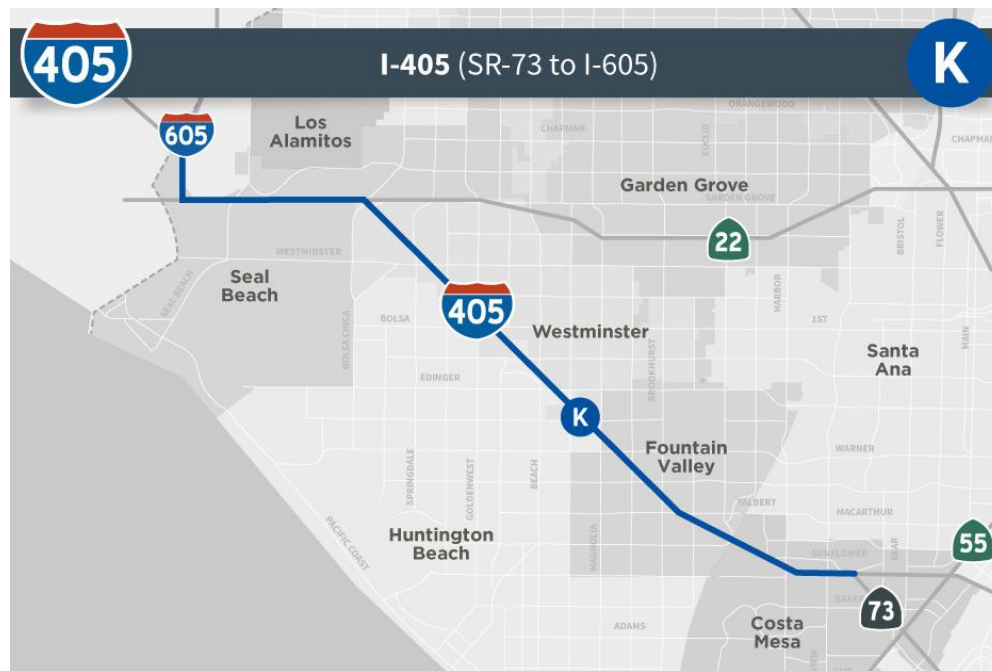 405
I-405 (SR-73 to I-605)
K
605
Los
Alamitos
ORANGEWOOD
CHAPMAN
EUCLID
CHAPMAN
Garden Grove
GARDEN GROVE
22
BRISTOL
FLOWER
WESTMINSTER
Seal
Beach
SEAL BEACH
405
HARBOR
BOLSA
BOLSA CHICA
Westminster
1ST
MAIN
Santa
Ana
EDINGER
BROOKHURST
K
Fountain
Valley
WARNER
SPRINGDALE
GOLDENWEST
BEACH
TALBERT
MACARTHUR
PACIFIC COAST
Huntington
Beach
MAGNOLIA
SUNFLOWER
BEAR
55
73
ADAMS
Costa
Mesa